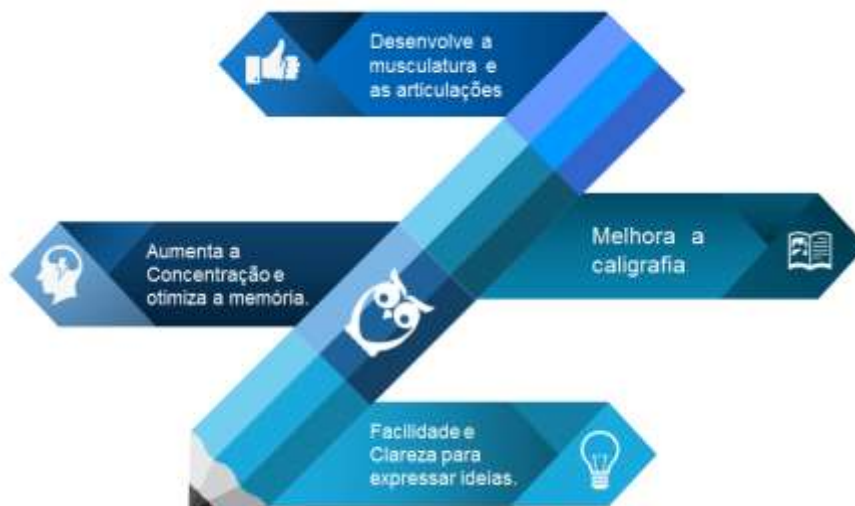 Desenvolve a
musculatura e
as articulações
Melhora a
caligrafia
Aumenta a
Concentração e
otimiza a memória.
Facilidade e
Clareza para
expressar ideias.